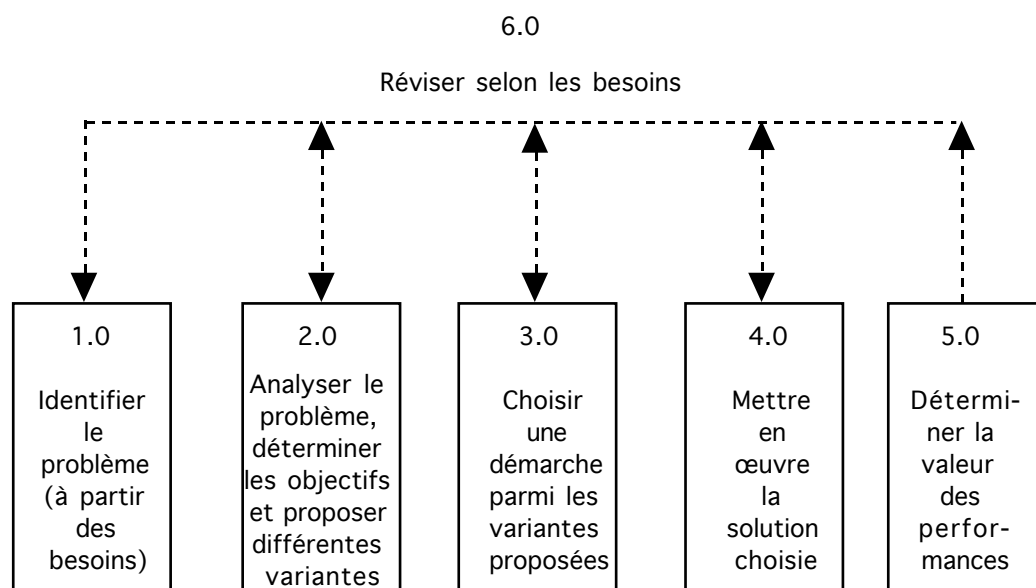 6.0
Réviser selon les besoins
1.0
Identifier
le
problème
(à partir
des
besoins)
2.0
Analyser le
problème,
déterminer
les objectifs
et proposer
différentes
variantes
3.0
Choisir
une
démarche
parmi les
variantes
proposées
4.0
Mettre
en
œuvre
la
solution
choisie
5.0
Détermi-
ner la
valeur
des
perfor-
mances